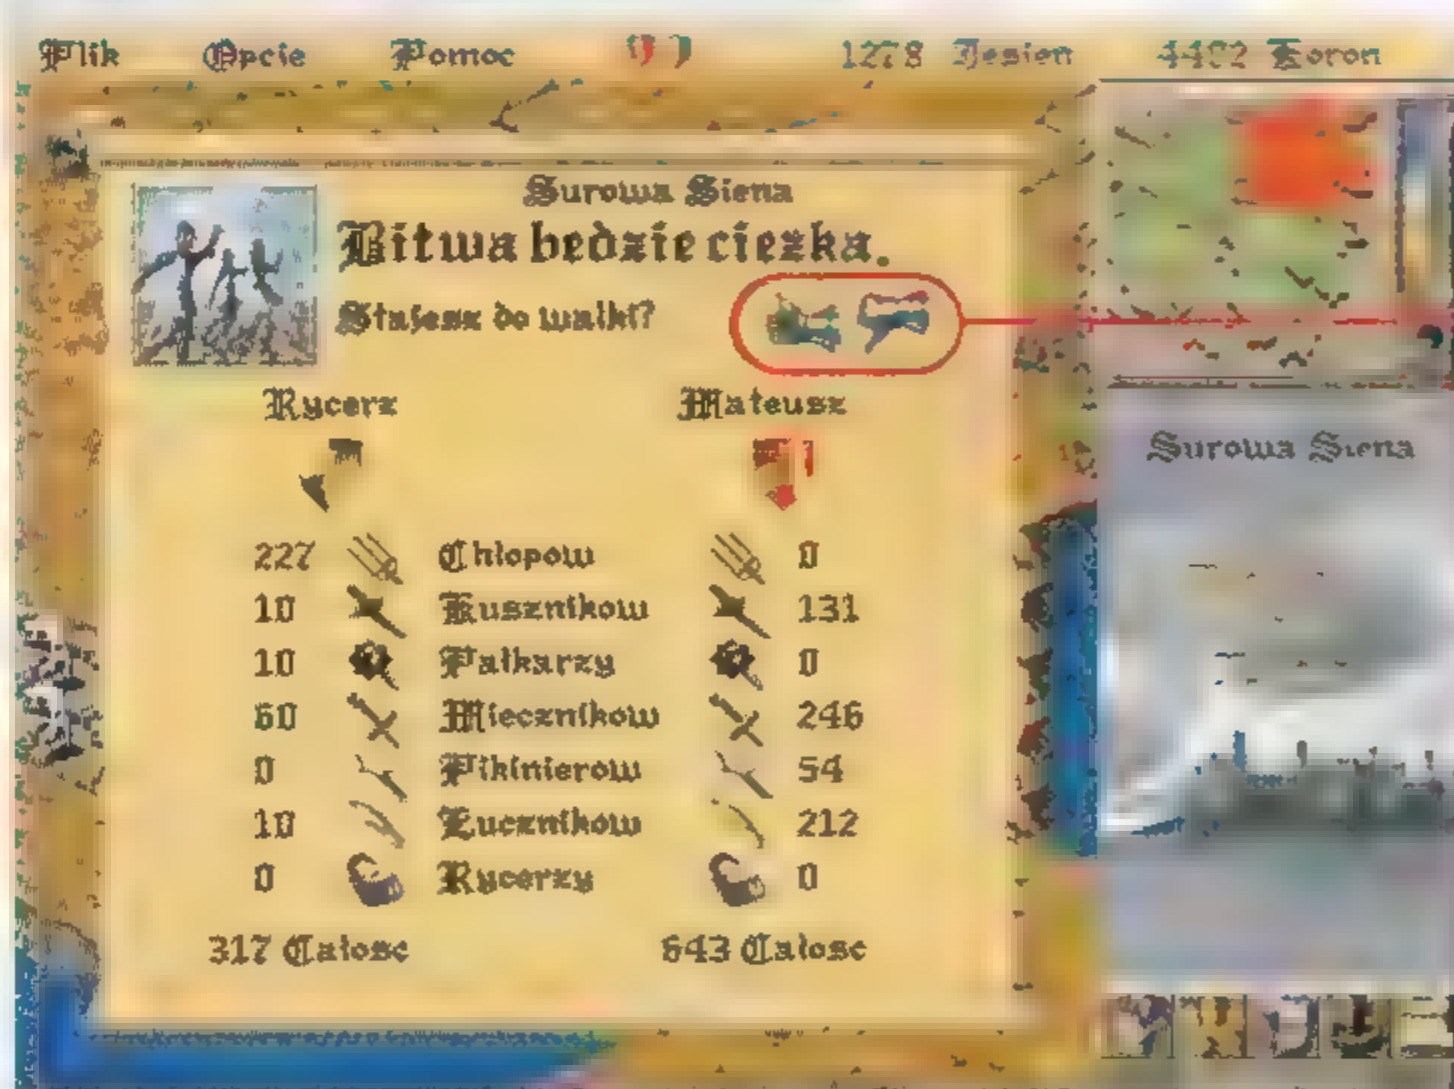 Plik Opcie Pomoc 1278 Jesien Koron
Surowa Siena
Bitwa bedzie ciezka.
Stajesz do walki?
Rycerz Mateusz
227 Chlopow 0
10 Kusznikow 131
10 Palkarzy 0
60 Miecznikow 246
0 Pikinierow 54
10 Lucznikow 212
0 Rycerzy 0
317 Calosc 643 Calosc
Surowa Siena